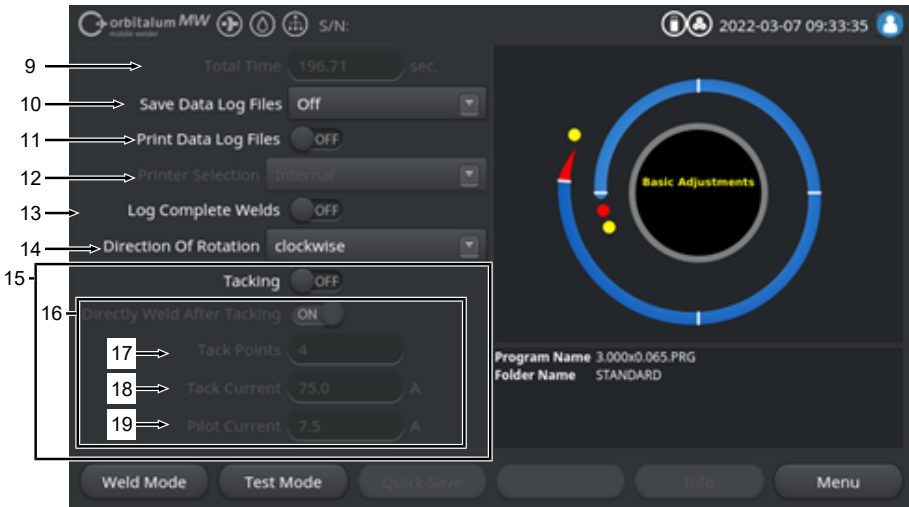 orbitalum MW S/N: 2022-03-07 09:33:35
mobile welder
9 Total Time 196.71 sec.
10 Save Data Log Files Off
11 Print Data Log Files OFF
12 Printer Selection Internal
13 Log Complete Welds OFF
14 Direction Of Rotation clockwise
15 Tacking OFF
16 Directly Weld After Tacking ON
17 Tack Points 4
18 Tack Current 75.0 A
19 Pilot Current 7.5 A
Basic Adjustments
Program Name 3.000x0.065.PRG
Folder Name STANDARD
Weld Mode Test Mode Quick Save Info Menu